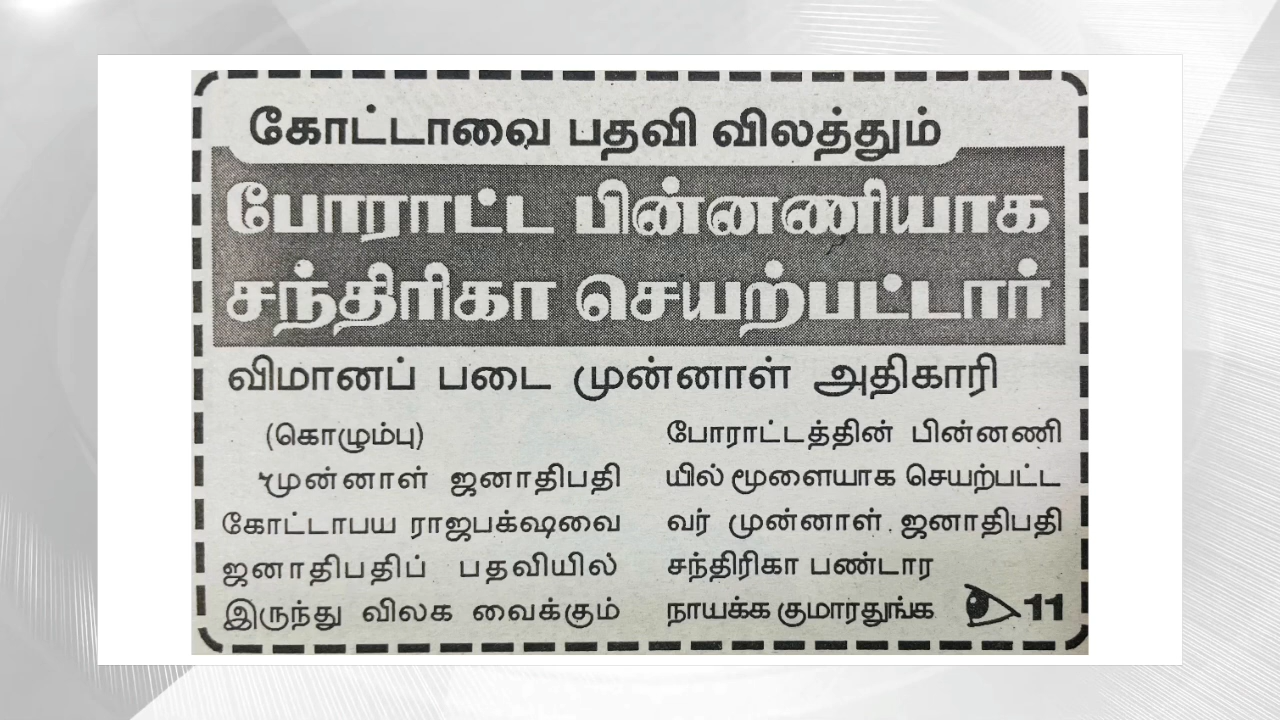 கோட்டாவை பதவி விலத்தும்
போராட்ட பின்னணியாக
சந்திரிகா செயற்பட்டார்
விமானப் படை முன்னாள் அதிகாரி
(கொழும்பு)
முன்னாள் ஜனாதிபதி
கோட்டாபய ராஜபக்ஷவை
ஜனாதிபதிப் பதவியில்
இருந்து விலக வைக்கும்
போராட்டத்தின் பின்னணி
யில் மூளையாக செயற்பட்ட
வர் முன்னாள் ஜனாதிபதி
சந்திரிகா பண்டார
நாயக்க குமாரதுங்க 11